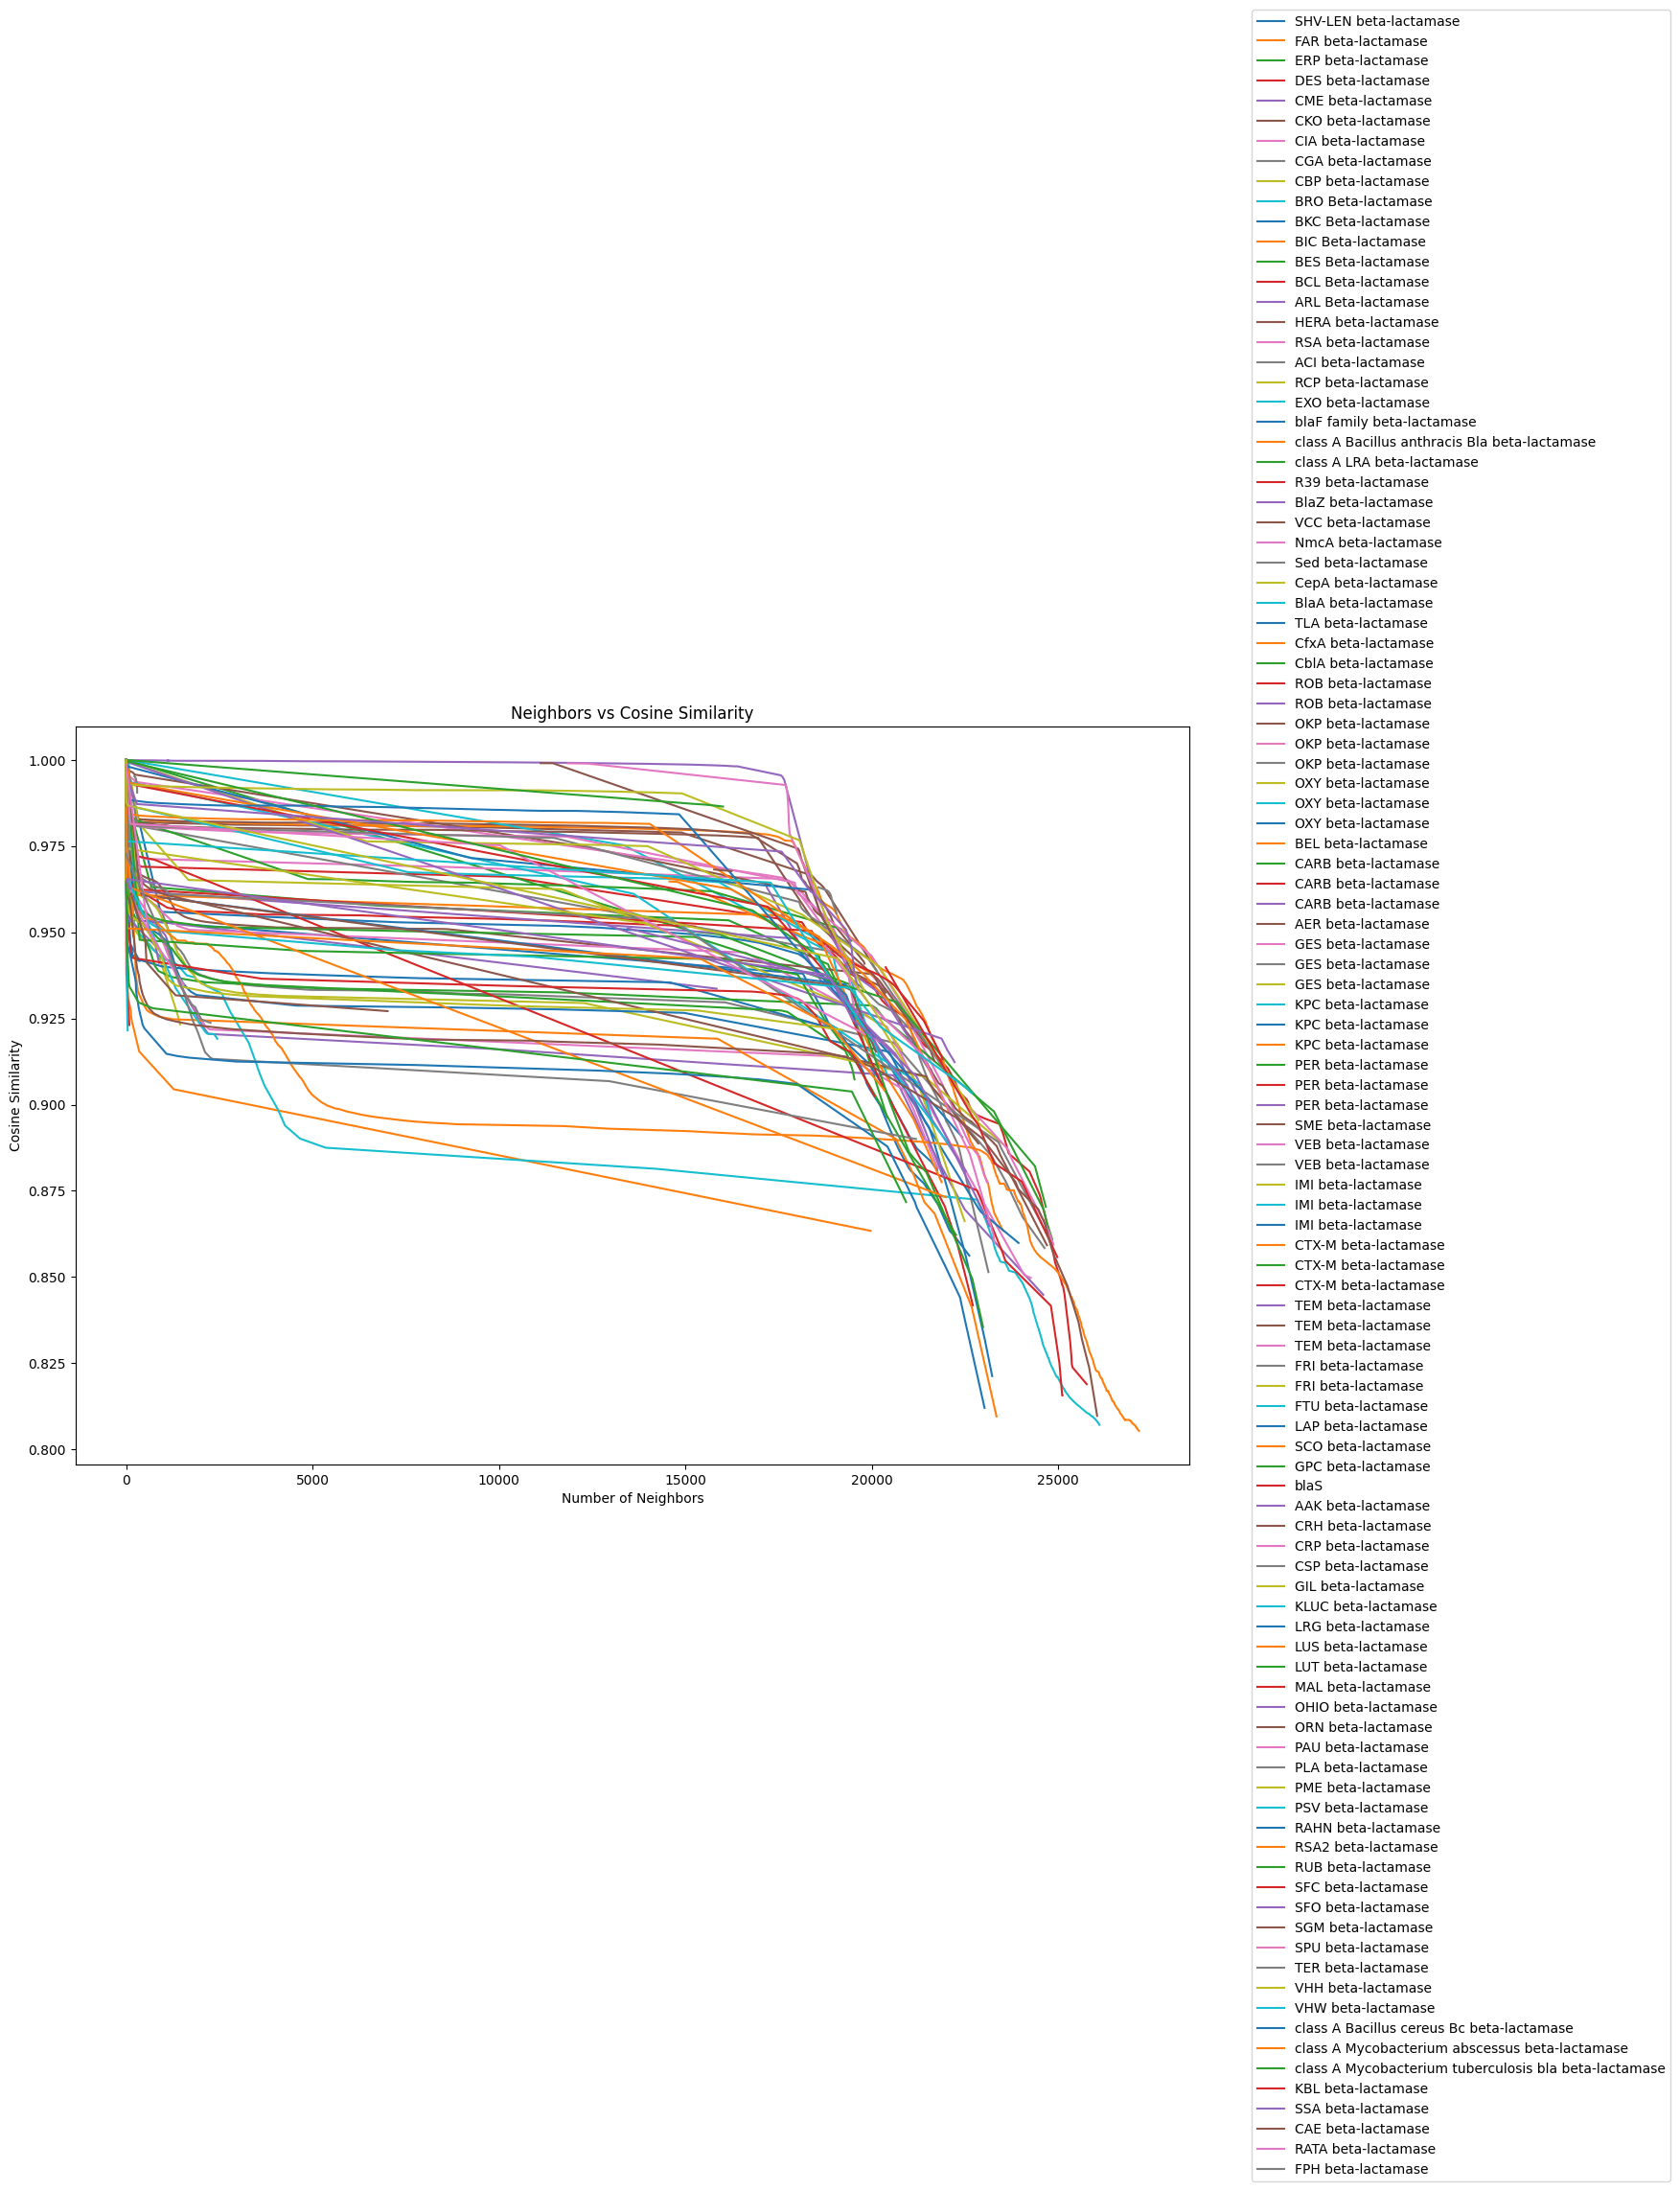 Neighbors vs Cosine Similarity
Cosine Similarity
1.000
0.975
0.950
0.925
0.900
0.875
0.850
0.825
0.800
0
5000
10000
15000
20000
25000
Number of Neighbors
SHV-LEN beta-lactamase
FAR beta-lactamase
ERP beta-lactamase
DES beta-lactamase
CME beta-lactamase
CKO beta-lactamase
CIA beta-lactamase
CGA beta-lactamase
CBP beta-lactamase
BRO Beta-lactamase
BKC Beta-lactamase
BIC Beta-lactamase
BES Beta-lactamase
BCL Beta-lactamase
ARL Beta-lactamase
HERA beta-lactamase
RSA beta-lactamase
ACI beta-lactamase
RCP beta-lactamase
EXO beta-lactamase
blaF family beta-lactamase
class A Bacillus anthracis Bla beta-lactamase
class A LRA beta-lactamase
R39 beta-lactamase
BlaZ beta-lactamase
VCC beta-lactamase
NmcA beta-lactamase
Sed beta-lactamase
CepA beta-lactamase
BlaA beta-lactamase
TLA beta-lactamase
CfxA beta-lactamase
CblA beta-lactamase
ROB beta-lactamase
ROB beta-lactamase
OKP beta-lactamase
OKP beta-lactamase
OKP beta-lactamase
OXY beta-lactamase
OXY beta-lactamase
OXY beta-lactamase
BEL beta-lactamase
CARB beta-lactamase
CARB beta-lactamase
CARB beta-lactamase
AER beta-lactamase
GES beta-lactamase
GES beta-lactamase
GES beta-lactamase
KPC beta-lactamase
KPC beta-lactamase
KPC beta-lactamase
PER beta-lactamase
PER beta-lactamase
PER beta-lactamase
SME beta-lactamase
VEB beta-lactamase
VEB beta-lactamase
IMI beta-lactamase
IMI beta-lactamase
IMI beta-lactamase
CTX-M beta-lactamase
CTX-M beta-lactamase
CTX-M beta-lactamase
TEM beta-lactamase
TEM beta-lactamase
TEM beta-lactamase
FRI beta-lactamase
FRI beta-lactamase
FTU beta-lactamase
LAP beta-lactamase
SCO beta-lactamase
GPC beta-lactamase
blaS
AAK beta-lactamase
CRH beta-lactamase
CRP beta-lactamase
CSP beta-lactamase
GIL beta-lactamase
KLUC beta-lactamase
LRG beta-lactamase
LUS beta-lactamase
LUT beta-lactamase
MAL beta-lactamase
OHIO beta-lactamase
ORN beta-lactamase
PAU beta-lactamase
PLA beta-lactamase
PME beta-lactamase
PSV beta-lactamase
RAHN beta-lactamase
RSA2 beta-lactamase
RUB beta-lactamase
SFC beta-lactamase
SFO beta-lactamase
SGM beta-lactamase
SPU beta-lactamase
TER beta-lactamase
VHH beta-lactamase
VHW beta-lactamase
class A Bacillus cereus Bc beta-lactamase
class A Mycobacterium abscessus beta-lactamase
class A Mycobacterium tuberculosis bla beta-lactamase
KBL beta-lactamase
SSA beta-lactamase
CAE beta-lactamase
RATA beta-lactamase
FPH beta-lactamase